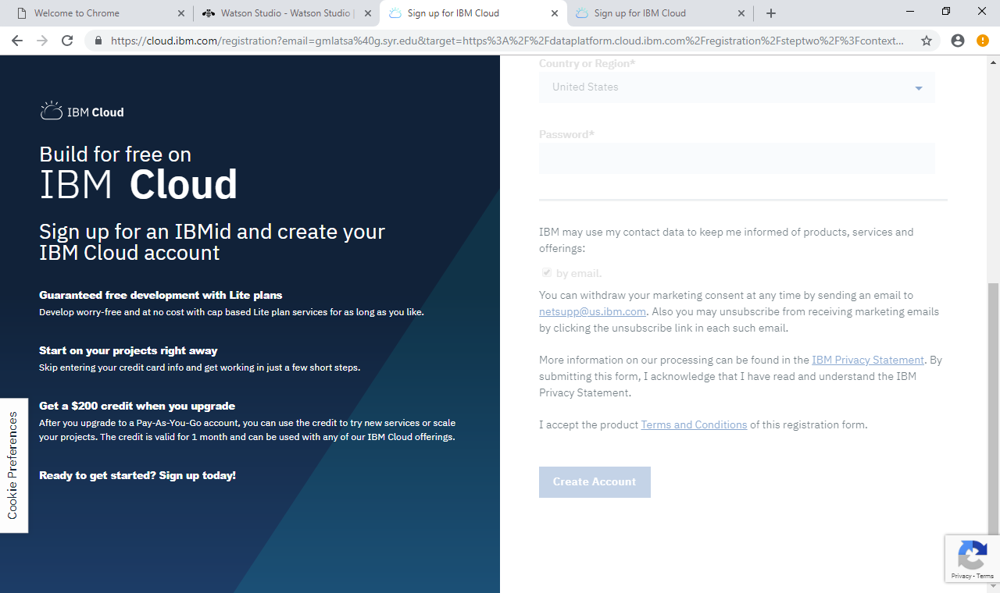 Welcome to Chrome
Watson Studio - Watson Studio |
Sign up for IBM Cloud
Sign up for IBM Cloud
https://cloud.ibm.com/registration?email=gmlatsa%40g.syr.edu&target=https%3A%2F%2Fdataplatform.cloud.ibm.com%2Fregistration%2Fsteptwo%2F%3Fcontext...
IBM Cloud
Build for free on
IBM Cloud
Sign up for an IBMid and create your
IBM Cloud account
Guaranteed free development with Lite plans
Develop worry-free and at no cost with cap based Lite plan services for as long as you like.
Start on your projects right away
Skip entering your credit card info and get working in just a few short steps.
Get a $200 credit when you upgrade
After you upgrade to a Pay-As-You-Go account, you can use the credit to try new services or scale
your projects. The credit is valid for 1 month and can be used with any of our IBM Cloud offerings.
Ready to get started? Sign up today!
Cookie Preferences
Country or Region*
United States
Password*
IBM may use my contact data to keep me informed of products, services and
offerings:
by email.
You can withdraw your marketing consent at any time by sending an email to
netsupp@us.ibm.com. Also you may unsubscribe from receiving marketing emails
by clicking the unsubscribe link in each such email.
More information on our processing can be found in the IBM Privacy Statement. By
submitting this form, I acknowledge that I have read and understand the IBM
Privacy Statement.
I accept the product Terms and Conditions of this registration form.
Create Account
Privacy - Terms